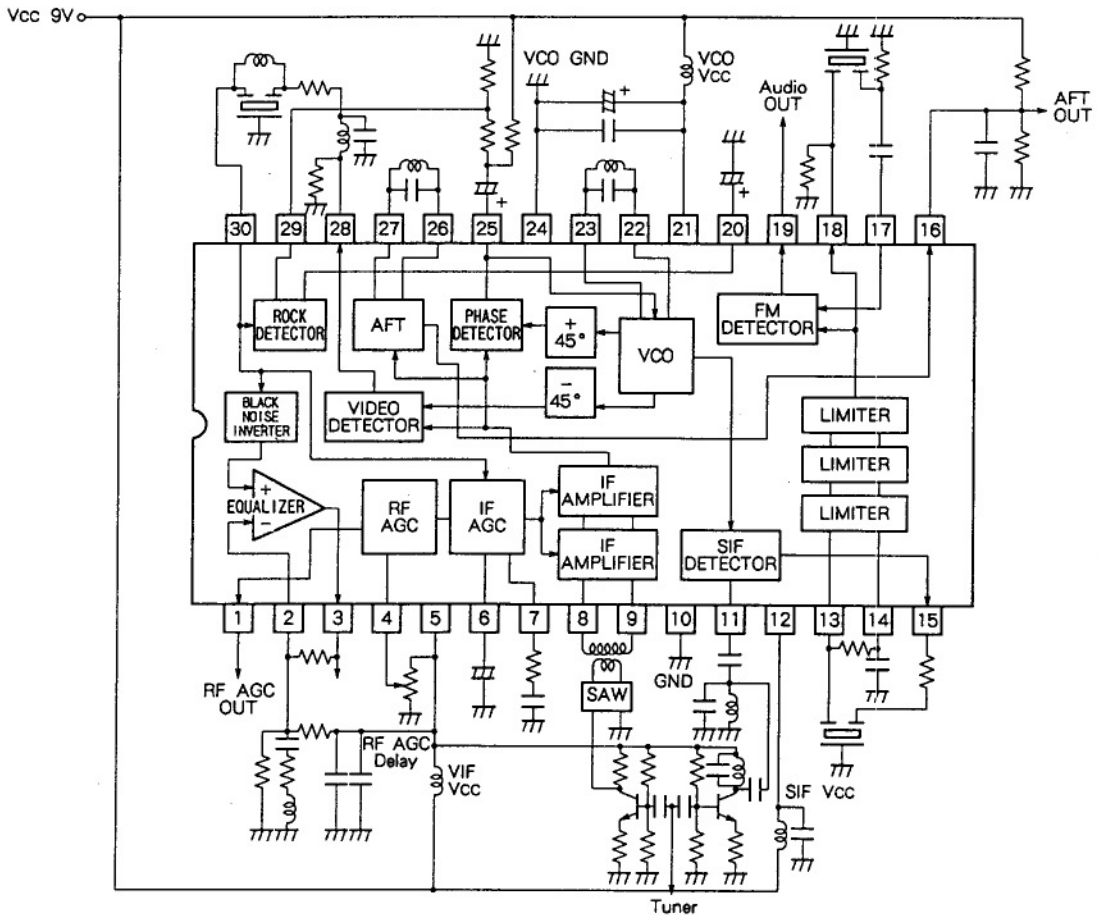 Vcc 9V
VCO GND
VCO
Vcc
Audio
OUT
AFT
OUT
+
+
+
30
29
28
27
26
25
24
23
22
21
20
19
18
17
16
ROCK
DETECTOR
AFT
PHASE
DETECTOR
+
45°
VCO
FM
DETECTOR
BLACK
NOISE
INVERTER
VIDEO
DETECTOR
−
45°
LIMITER
LIMITER
LIMITER
+
EQUALIZER
−
RF
AGC
IF
AGC
IF
AMPLIFIER
IF
AMPLIFIER
SIF
DETECTOR
1
2
3
4
5
6
7
8
9
10
11
12
13
14
15
RF AGC
OUT
RF AGC
Delay
VIF
Vcc
SAW
GND
SIF Vcc
Tuner